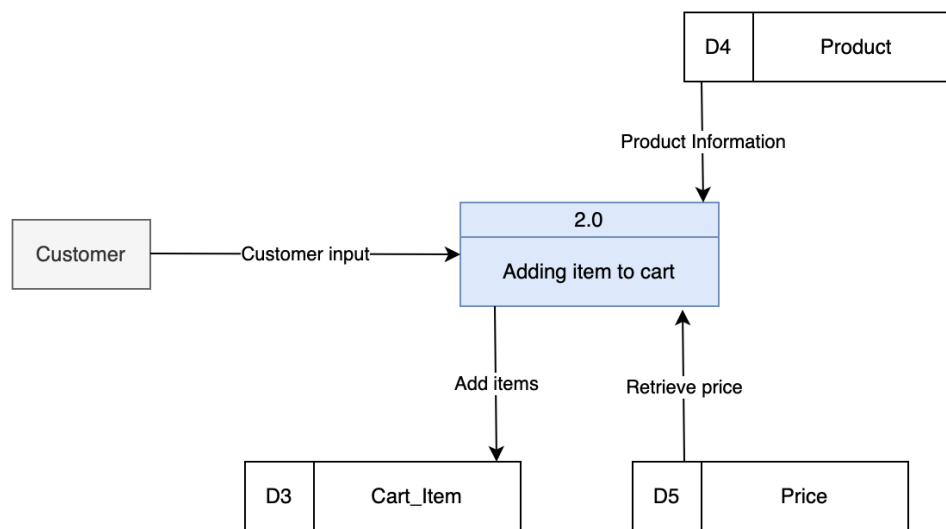 D4 Product
Product Information
2.0
Customer
Customer input
Adding item to cart
Add items
Retrieve price
D3 Cart_Item
D5 Price